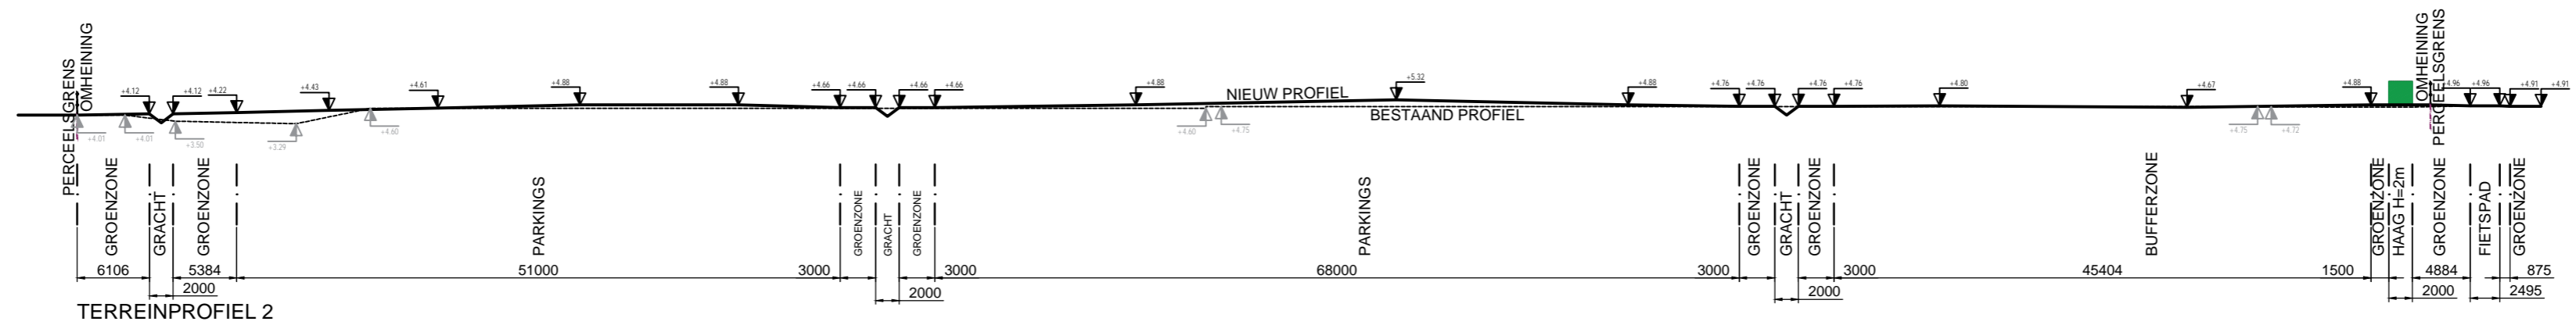 PERCEELSGRENS
OMHEINING
+4.12
+4.12
+4.22
+4.43
+4.61
+4.88
+4.88
+4.66
+4.66
+4.66
+4.66
+4.88
+5.32
+4.88
+4.76
+4.76
+4.76
+4.76
+4.80
+4.67
+4.88
OMHEINING
PERCEELSGRENS
+4.96
+4.96
+4.91
+4.91
NIEUW PROFIEL
BESTAAND PROFIEL
+4.01
+4.01
+3.50
+3.29
+4.60
+4.60
+4.75
+4.75
+4.72
GROENZONE
GRACHT
GROENZONE
PARKINGS
GROENZONE
GRACHT
GROENZONE
PARKINGS
GROENZONE
GRACHT
GROENZONE
BUFFERZONE
GROENZONE
HAAG H=2m
GROENZONE
FIETSPAD
GROENZONE
6106
5384
51000
3000
3000
68000
3000
3000
45404
1500
4884
875
2000
2000
2000
2000
2495
TERREINPROFIEL 2